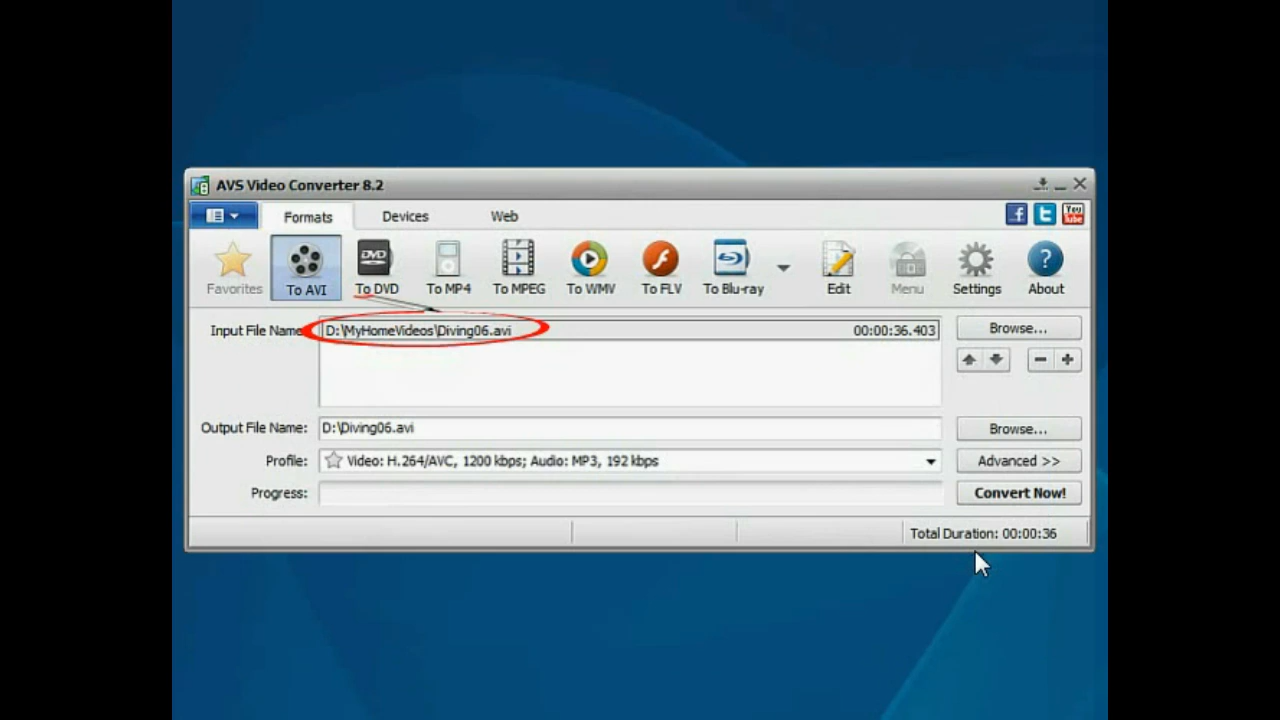 AVS Video Converter 8.2
Formats Devices Web You Tube
Favorites To AVI To DVD To MP4 To MPEG To WMV To FLV To Blu-ray Edit Menu Settings About
Input File Name: D:\MyHomeVideos\Diving06.avi 00:00:36.403 Browse...
Output File Name: D:\Diving06.avi Browse...
Profile: Video: H.264/AVC, 1200 kbps; Audio: MP3, 192 kbps Advanced >>
Progress: Convert Now!
Total Duration: 00:00:36